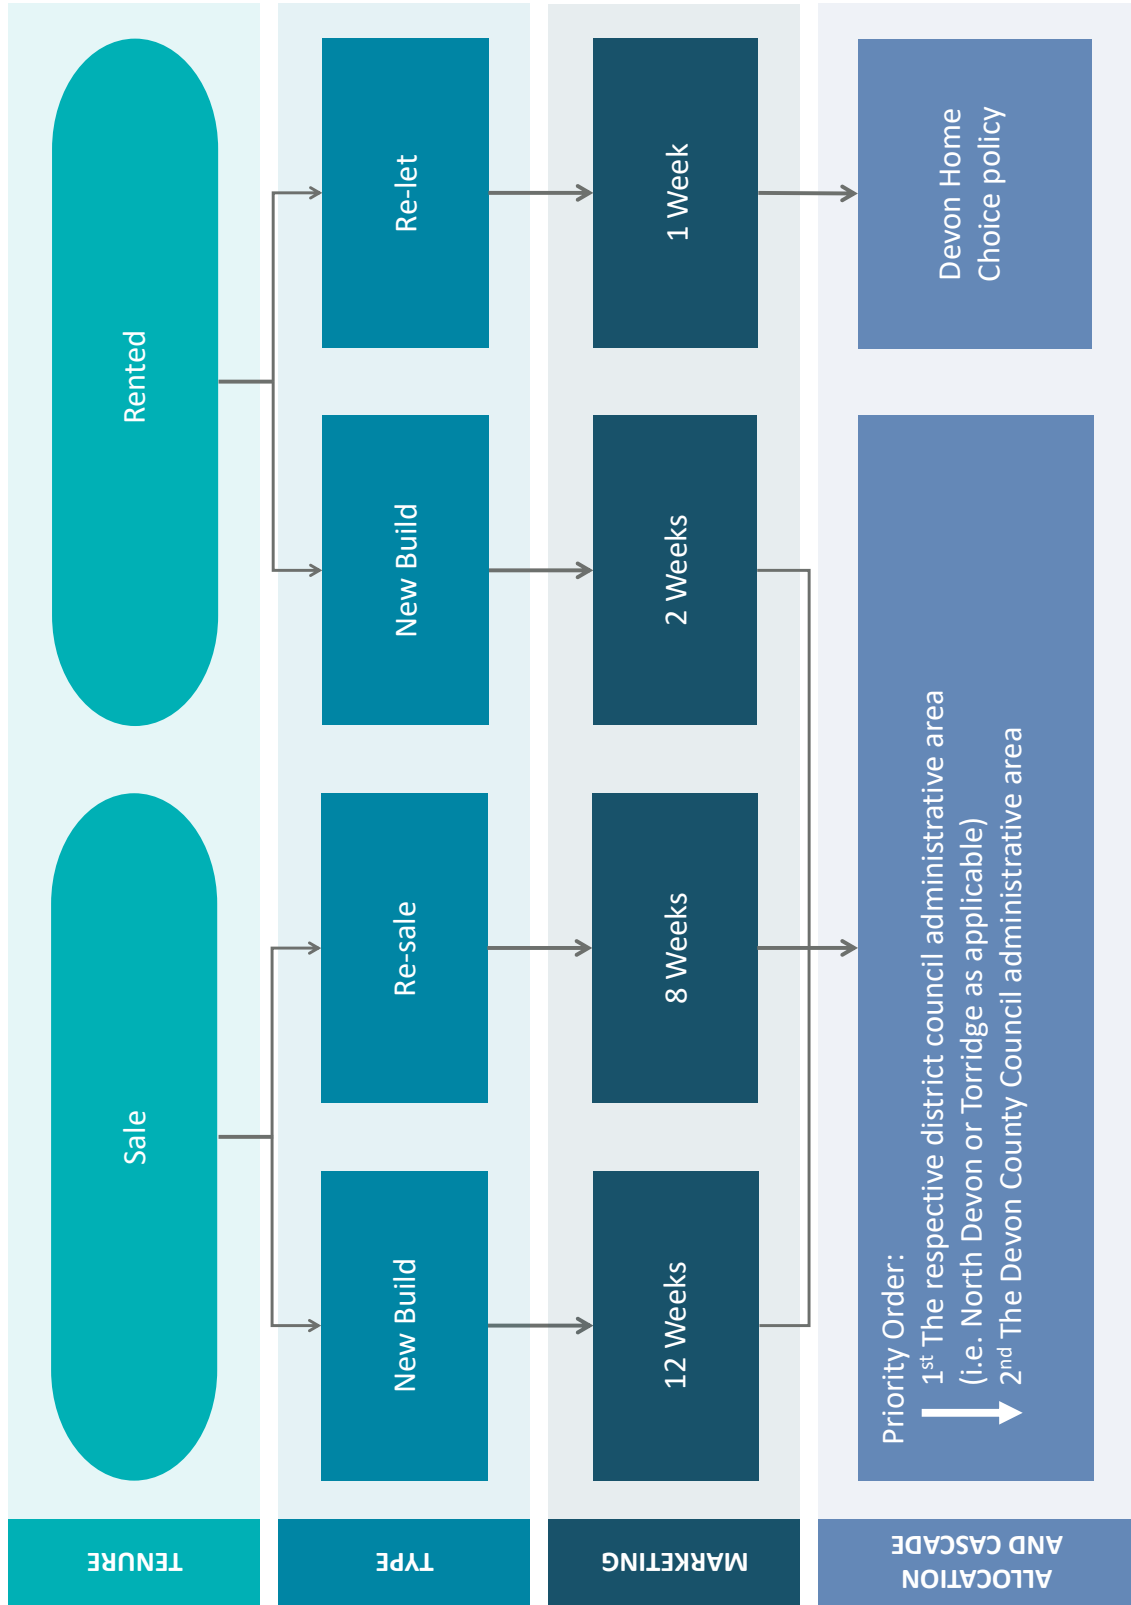 TENURE
Sale
Rented
TYPE
New Build
Re-sale
New Build
Re-let
MARKETING
12 Weeks
8 Weeks
2 Weeks
1 Week
ALLOCATION
AND CASCADE
Priority Order:
1st The respective district council administrative area
(i.e. North Devon or Torridge as applicable)
2nd The Devon County Council administrative area
Devon Home
Choice policy